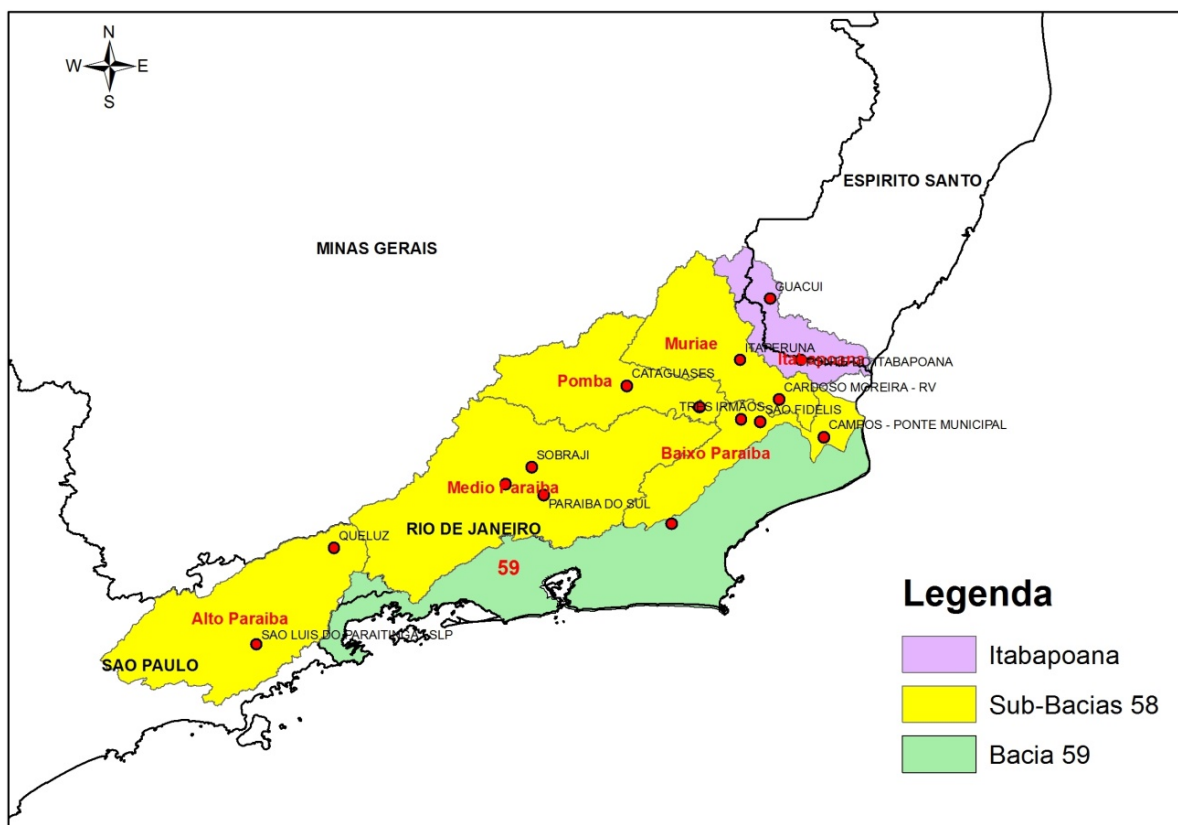 N
W E
S
ESPIRITO SANTO
MINAS GERAIS
GUACUI
Muriae
ITAPERUNA
Itabapoana
ITABAPOANA
Pomba
CATAGUASES
CARDOSO MOREIRA - RV
TRES IRMÃOS
SÃO FIDELIS
CAMPOS - PONTE MUNICIPAL
Baixo Paraiba
SOBRAJI
Medio Paraiba
PARAIBA DO SUL
RIO DE JANEIRO
QUELUZ
59
Alto Paraiba
SAO LUIS DO PARAITINGA - SLP
SAO PAULO
Legenda
Itabapoana
Sub-Bacias 58
Bacia 59